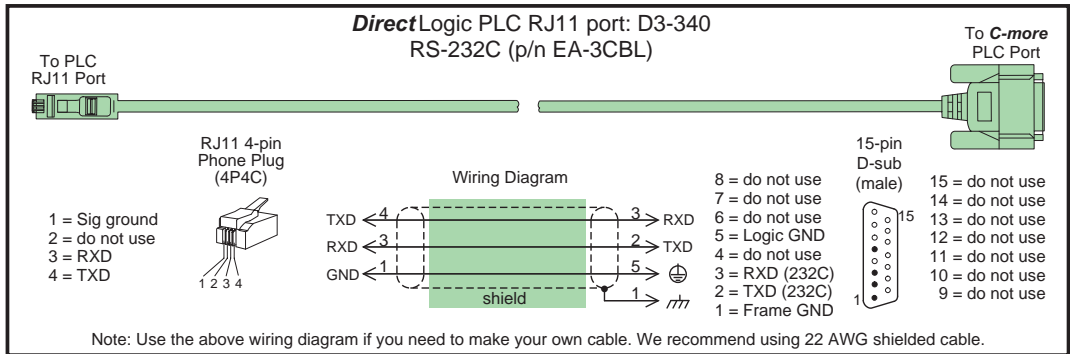 DirectLogic PLC RJ11 port: D3-340
RS-232C (p/n EA-3CBL)
To PLC
RJ11 Port
To C-more
PLC Port
RJ11 4-pin
Phone Plug
(4P4C)
1 = Sig ground
2 = do not use
3 = RXD
4 = TXD
1 2 3 4
Wiring Diagram
TXD 4 3 RXD
RXD 3 2 TXD
GND 1 5
shield 1
8 = do not use
7 = do not use
6 = do not use
5 = Logic GND
4 = do not use
3 = RXD (232C)
2 = TXD (232C)
1 = Frame GND
15-pin
D-sub
(male)
15
1
15 = do not use
14 = do not use
13 = do not use
12 = do not use
11 = do not use
10 = do not use
9 = do not use
Note: Use the above wiring diagram if you need to make your own cable. We recommend using 22 AWG shielded cable.